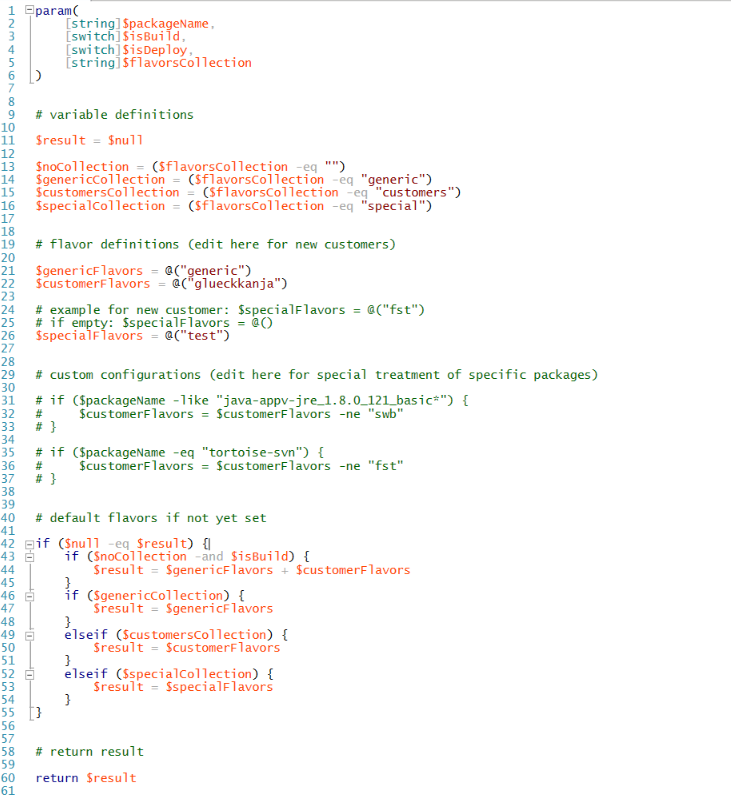 1 param(
2     [string]$packageName,
3     [switch]$isBuild,
4     [switch]$isDeploy,
5     [string]$flavorsCollection
6 )
7
8
9 # variable definitions
10
11 $result = $null
12
13 $noCollection = ($flavorsCollection -eq "")
14 $genericCollection = ($flavorsCollection -eq "generic")
15 $customersCollection = ($flavorsCollection -eq "customers")
16 $specialCollection = ($flavorsCollection -eq "special")
17
18
19 # flavor definitions (edit here for new customers)
20
21 $genericFlavors = @("generic")
22 $customerFlavors = @("glueckkanja")
23
24 # example for new customer: $specialFlavors = @("fst")
25 # if empty: $specialFlavors = @()
26 $specialFlavors = @("test")
27
28
29 # custom configurations (edit here for special treatment of specific packages)
30
31 # if ($packageName -like "java-appv-jre_1.8.0_121_basic*") {
32 #     $customerFlavors = $customerFlavors -ne "swb"
33 # }
34
35 # if ($packageName -eq "tortoise-svn") {
36 #     $customerFlavors = $customerFlavors -ne "fst"
37 # }
38
39
40 # default flavors if not yet set
41
42 if ($null -eq $result) {
43     if ($noCollection -and $isBuild) {
44         $result = $genericFlavors + $customerFlavors
45     }
46     if ($genericCollection) {
47         $result = $genericFlavors
48     }
49     elseif ($customersCollection) {
50         $result = $customerFlavors
51     }
52     elseif ($specialCollection) {
53         $result = $specialFlavors
54     }
55 }
56
57
58 # return result
59
60 return $result
61